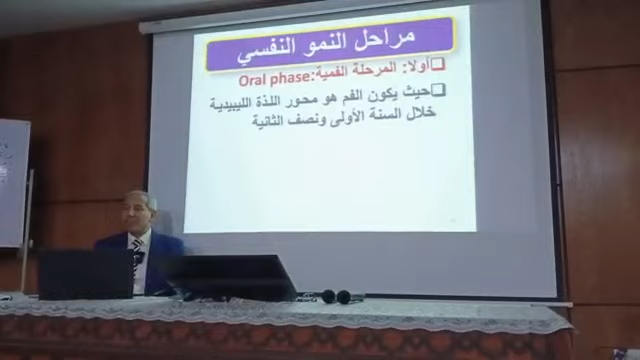 مراحل النمو النفسي
أولا: المرحلة الفمية:Oral phase
حيث يكون الفم هو محور اللذة الليبيدية
خلال السنة الأولى ونصف الثانية